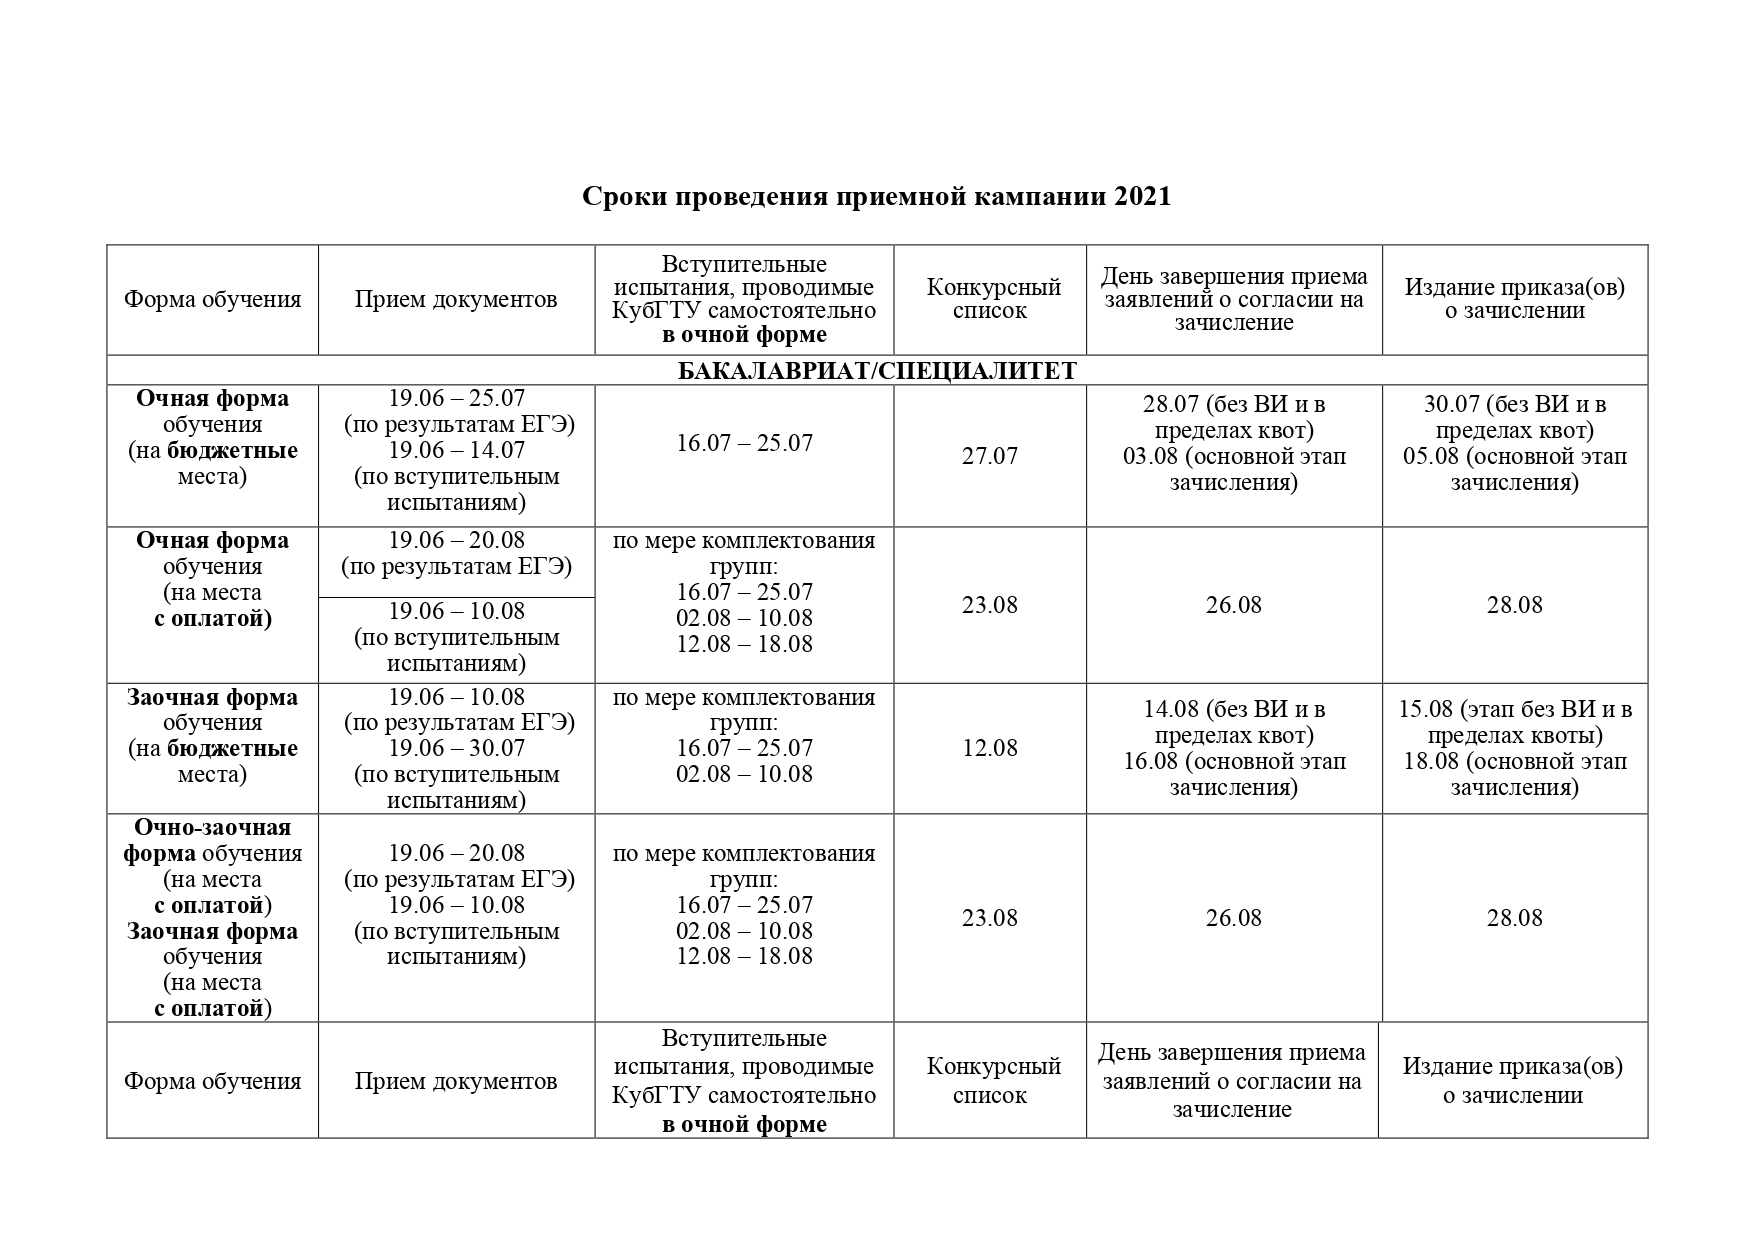 Сроки проведения приемной кампании 2021
Форма обучения
Прием документов
Вступительные
испытания, проводимые
КубГТУ самостоятельно
в очной форме
Конкурсный
список
День завершения приема
заявлений о согласии на
зачисление
Издание приказа(ов)
о зачислении
БАКАЛАВРИАТ/СПЕЦИАЛИТЕТ
Очная форма
обучения
(на бюджетные
места)
19.06 – 25.07
(по результатам ЕГЭ)
19.06 – 14.07
(по вступительным
испытаниям)
16.07 – 25.07
27.07
28.07 (без ВИ и в
пределах квот)
03.08 (основной этап
зачисления)
30.07 (без ВИ и в
пределах квот)
05.08 (основной этап
зачисления)
Очная форма
обучения
(на места
с оплатой)
19.06 – 20.08
(по результатам ЕГЭ)
19.06 – 10.08
(по вступительным
испытаниям)
по мере комплектования
групп:
16.07 – 25.07
02.08 – 10.08
12.08 – 18.08
23.08
26.08
28.08
Заочная форма
обучения
(на бюджетные
места)
19.06 – 10.08
(по результатам ЕГЭ)
19.06 – 30.07
(по вступительным
испытаниям)
по мере комплектования
групп:
16.07 – 25.07
02.08 – 10.08
12.08
14.08 (без ВИ и в
пределах квот)
16.08 (основной этап
зачисления)
15.08 (этап без ВИ и в
пределах квоты)
18.08 (основной этап
зачисления)
Очно-заочная
форма обучения
(на места
с оплатой)
Заочная форма
обучения
(на места
с оплатой)
19.06 – 20.08
(по результатам ЕГЭ)
19.06 – 10.08
(по вступительным
испытаниям)
по мере комплектования
групп:
16.07 – 25.07
02.08 – 10.08
12.08 – 18.08
23.08
26.08
28.08
Форма обучения
Прием документов
Вступительные
испытания, проводимые
КубГТУ самостоятельно
в очной форме
Конкурсный
список
День завершения приема
заявлений о согласии на
зачисление
Издание приказа(ов)
о зачислении